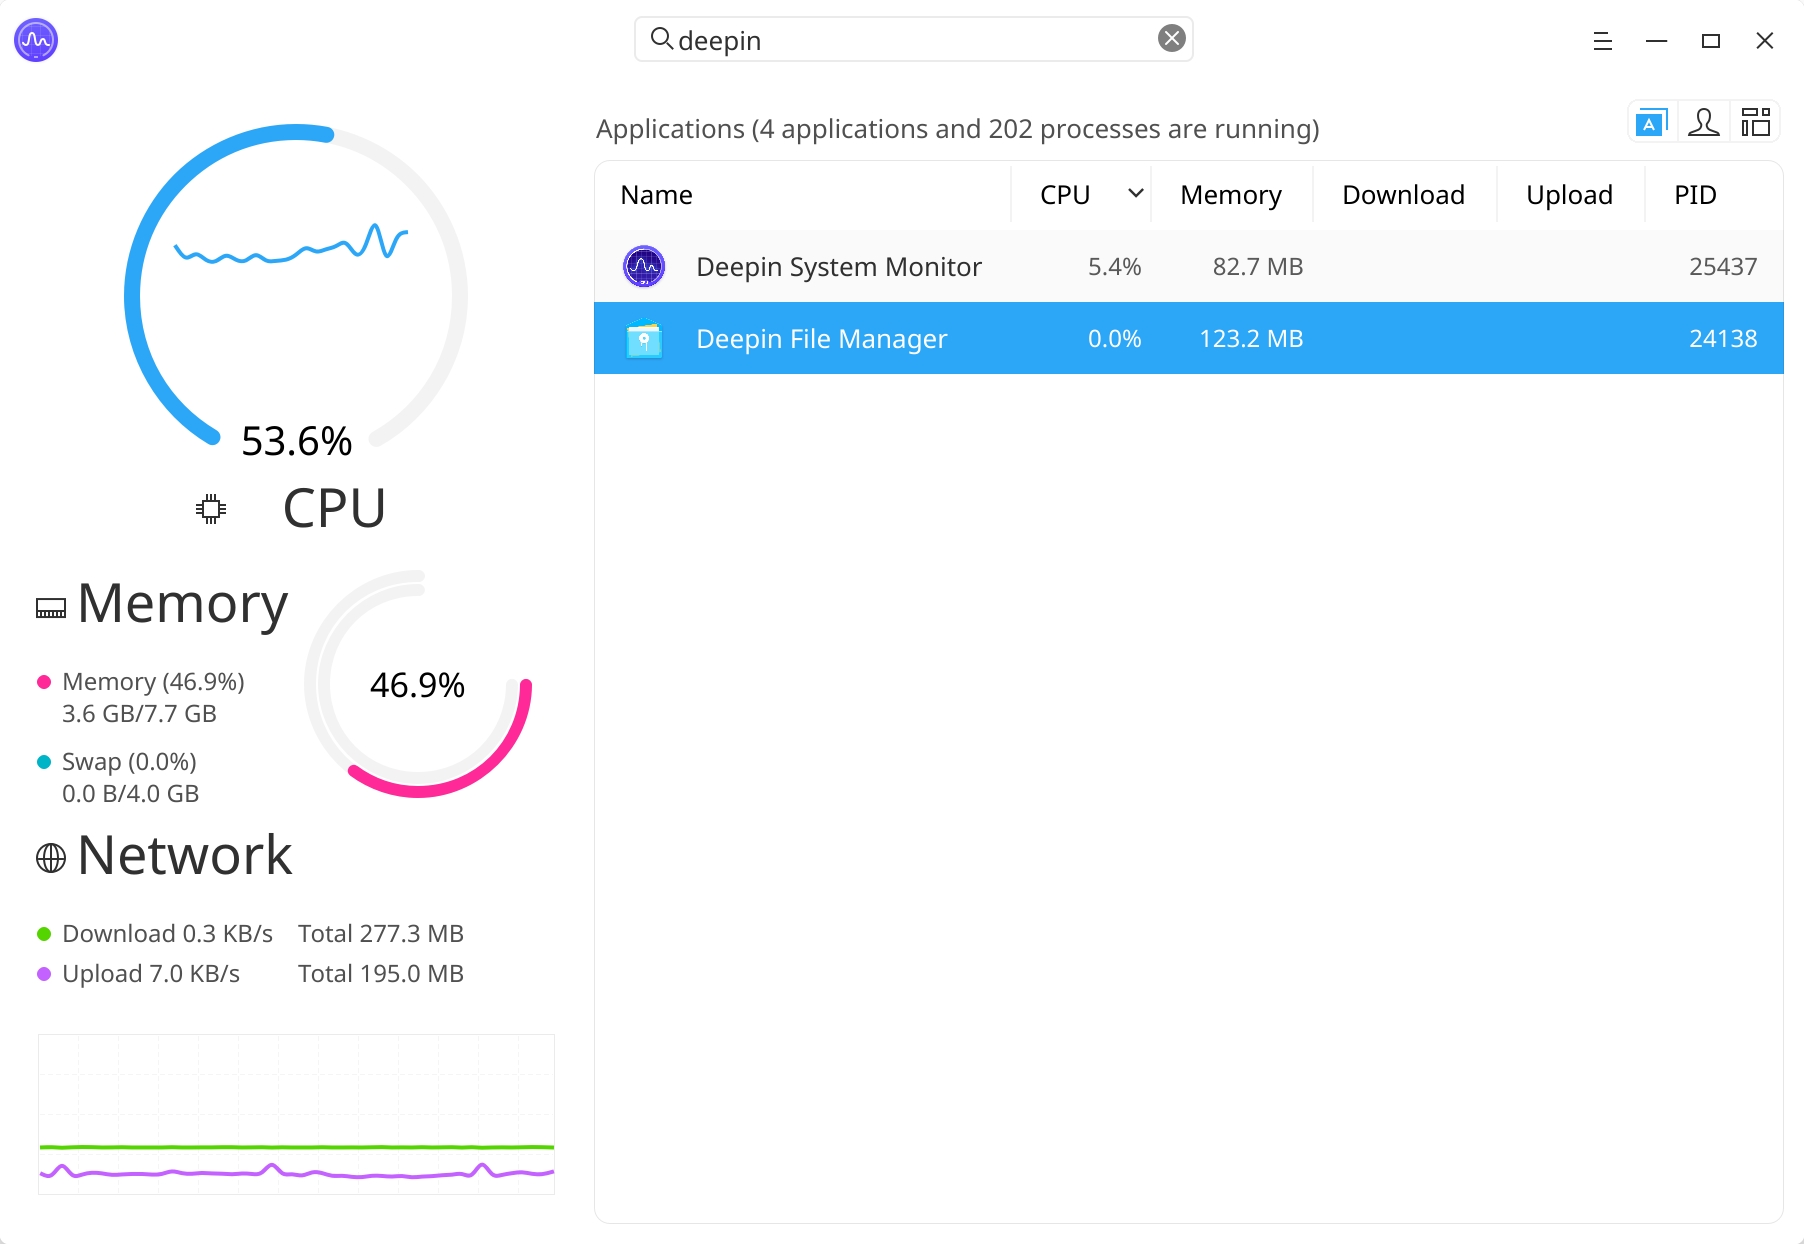 deepin
53.6%
CPU
Memory
Memory (46.9%)
3.6 GB/7.7 GB
Swap (0.0%)
0.0 B/4.0 GB
46.9%
Network
Download 0.3 KB/s Total 277.3 MB
Upload 7.0 KB/s Total 195.0 MB
Applications (4 applications and 202 processes are running)
A
Name CPU Memory Download Upload PID
Deepin System Monitor 5.4% 82.7 MB 25437
Deepin File Manager 0.0% 123.2 MB 24138